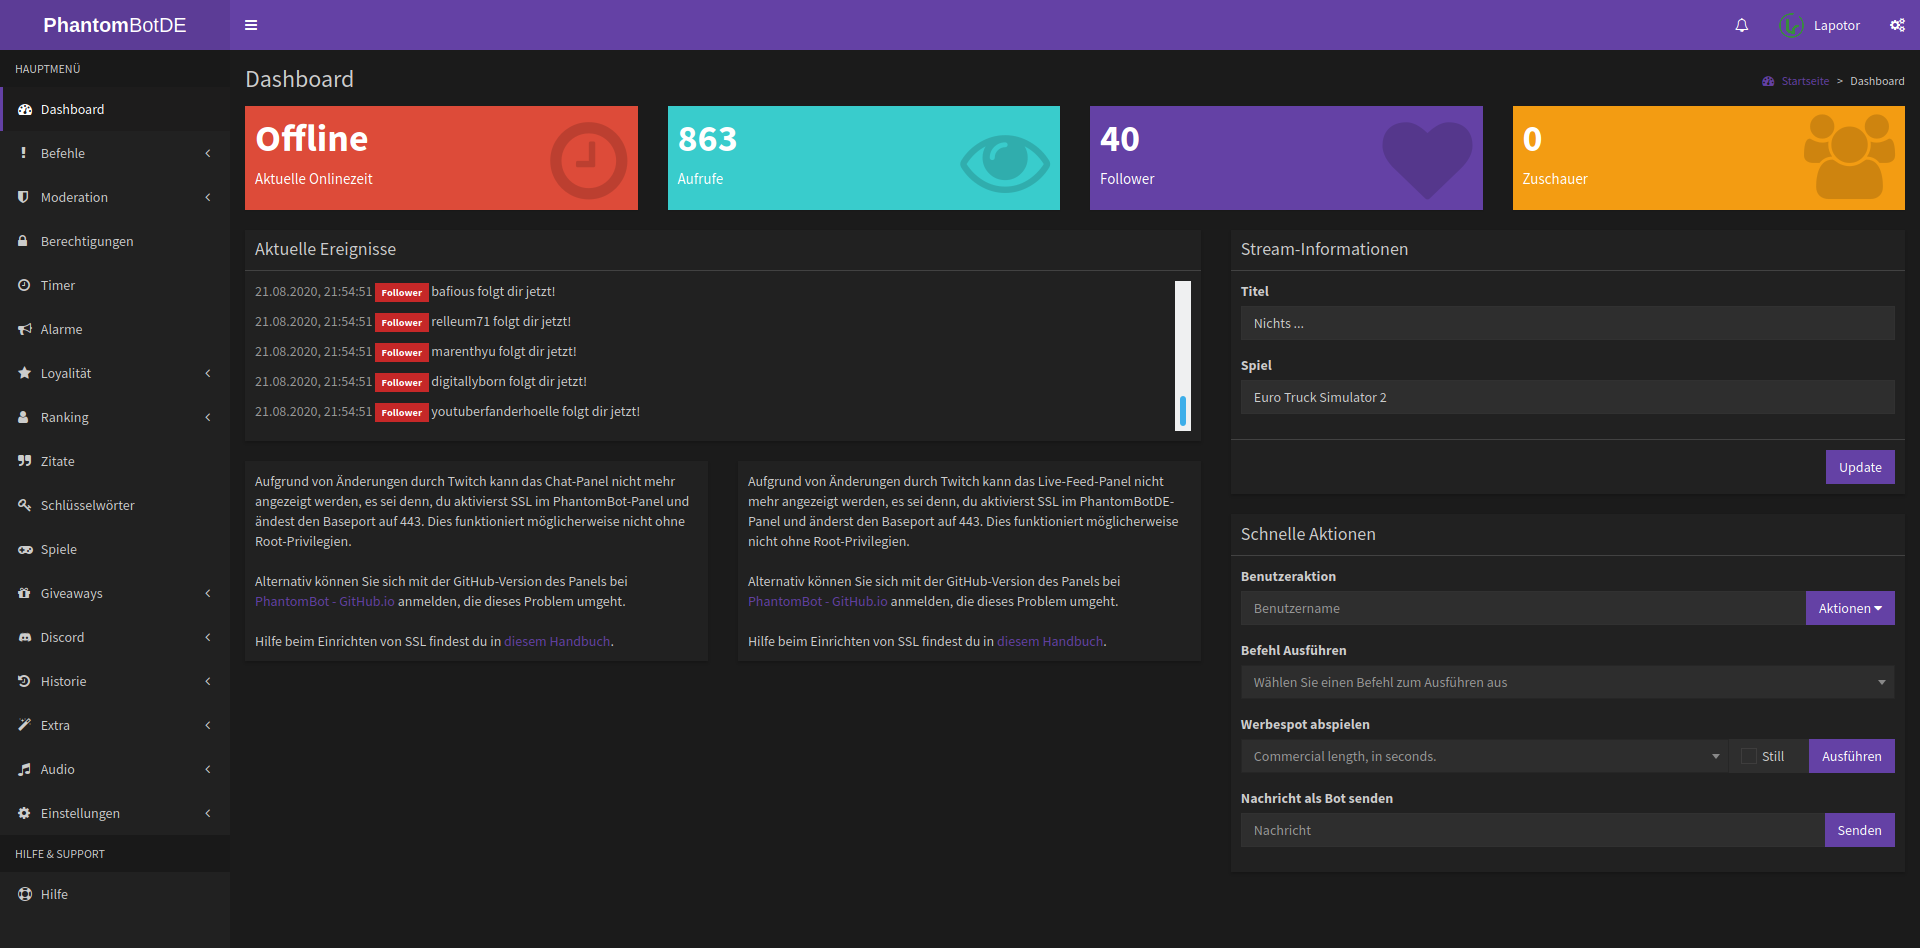 PhantomBotDE
Lapotor
HAUPTMENÜ
Dashboard
Befehle
Moderation
Berechtigungen
Timer
Alarme
Loyalität
Ranking
Zitate
Schlüsselwörter
Spiele
Giveaways
Discord
Historie
Extra
Audio
Einstellungen
HILFE & SUPPORT
Hilfe
Dashboard
Startseite > Dashboard
Offline
Aktuelle Onlinezeit
863
Aufrufe
40
Follower
0
Zuschauer
Aktuelle Ereignisse
21.08.2020, 21:54:51 Follower bafious folgt dir jetzt!
21.08.2020, 21:54:51 Follower relleum71 folgt dir jetzt!
21.08.2020, 21:54:51 Follower marenthyu folgt dir jetzt!
21.08.2020, 21:54:51 Follower digitallyborn folgt dir jetzt!
21.08.2020, 21:54:51 Follower youtuberfanderhoelle folgt dir jetzt!
Aufgrund von Änderungen durch Twitch kann das Chat-Panel nicht mehr
angezeigt werden, es sei denn, du aktivierst SSL im PhantomBot-Panel und
ändest den Baseport auf 443. Dies funktioniert möglicherweise nicht ohne
Root-Privilegien.
Alternativ können Sie sich mit der GitHub-Version des Panels bei
PhantomBot - GitHub.io anmelden, die dieses Problem umgeht.
Hilfe beim Einrichten von SSL findest du in diesem Handbuch.
Aufgrund von Änderungen durch Twitch kann das Live-Feed-Panel nicht
mehr angezeigt werden, es sei denn, du aktivierst SSL im PhantomBotDE-
Panel und änderst den Baseport auf 443. Dies funktioniert möglicherweise
nicht ohne Root-Privilegien.
Alternativ können Sie sich mit der GitHub-Version des Panels bei
PhantomBot - GitHub.io anmelden, die dieses Problem umgeht.
Hilfe beim Einrichten von SSL findest du in diesem Handbuch.
Stream-Informationen
Titel
Nichts ...
Spiel
Euro Truck Simulator 2
Update
Schnelle Aktionen
Benutzeraktion
Benutzername
Aktionen
Befehl Ausführen
Wählen Sie einen Befehl zum Ausführen aus
Werbespot abspielen
Commercial length, in seconds.
Still
Ausführen
Nachricht als Bot senden
Nachricht
Senden